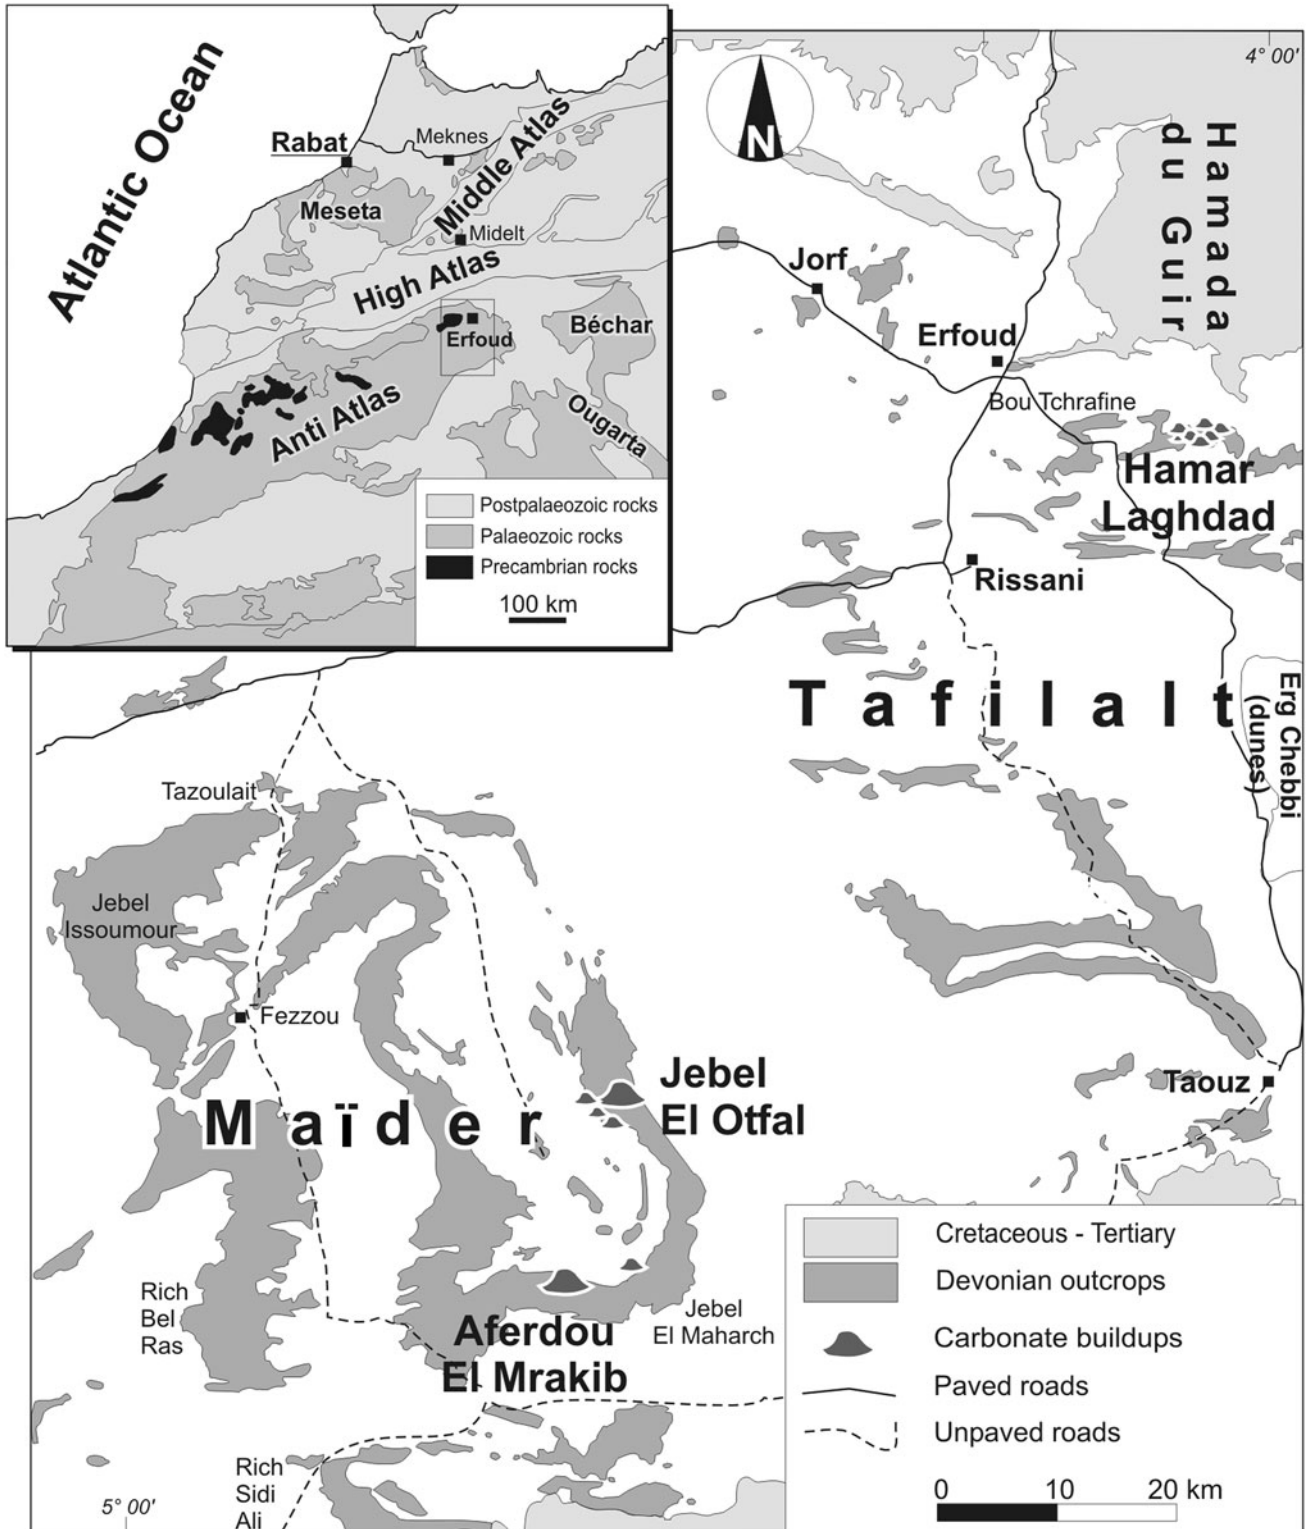 Atlantic Ocean
Rabat
Meknes
Middle Atlas
Meseta
Midelt
High Atlas
Béchar
Erfoud
Anti Atlas
Ougarta
Postpalaeozoic rocks
Palaeozoic rocks
Precambrian rocks
100 km
4° 00'
N
Hamada
du Guir
Jorf
Erfoud
Bou Tchrafine
Hamar
Laghdad
Rissani
Tafilalt
Erg Chebbi
(dunes)
Tazoulait
Jebel
Issoumour
Fezzou
Maïder
Jebel
El Otfal
Taouz
Rich
Bel
Ras
Aferdou
El Mrakib
Jebel
El Maharch
Rich
Sidi
Ali
5° 00'
Cretaceous - Tertiary
Devonian outcrops
Carbonate buildups
Paved roads
Unpaved roads
0 10 20 km